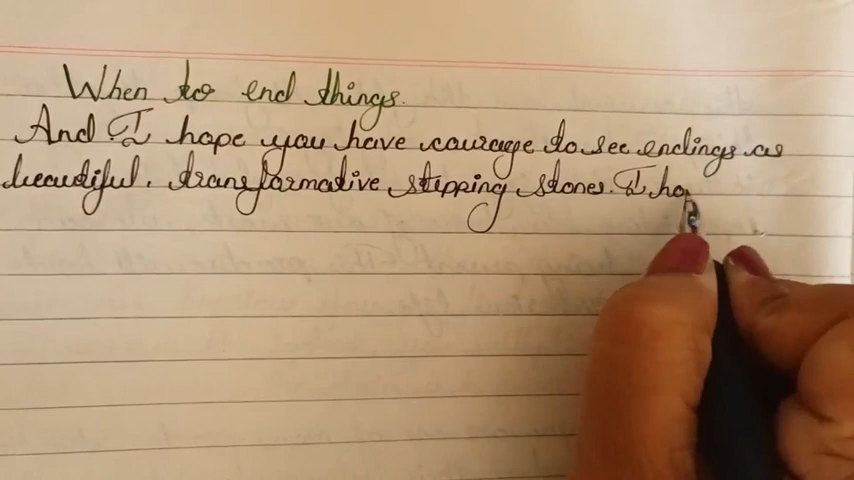 When to end things.
And I hope you have courage to see endings as
beautiful. transformative stepping stones. I ho